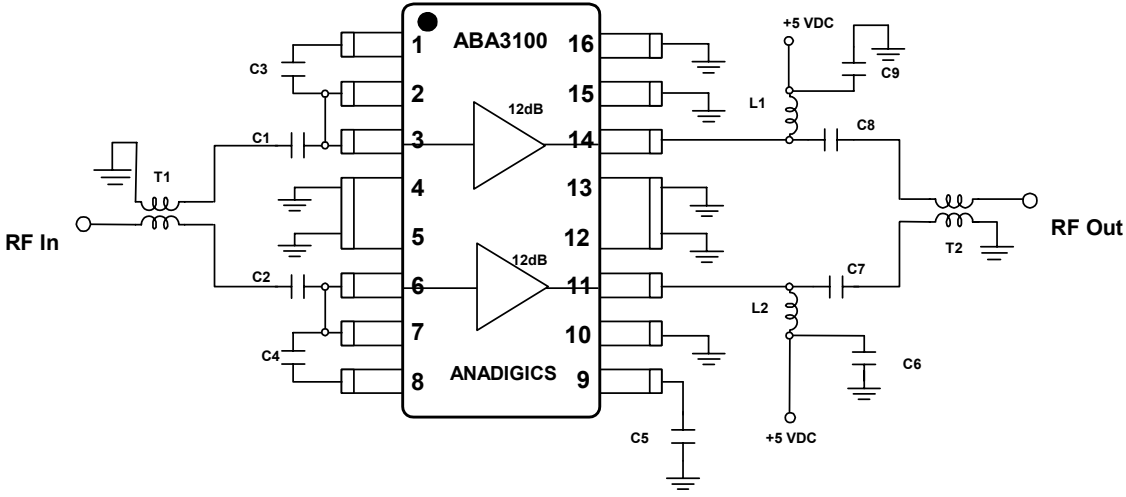 ABA3100
+5 VDC
1
16
C3
C9
2
15
12dB
L1
C8
C1
3
14
T1
4
13
RF In
RF Out
5
12
T2
12dB
C2
C7
6
11
L2
7
10
C4
C6
ANADIGICS
8
9
C5
+5 VDC